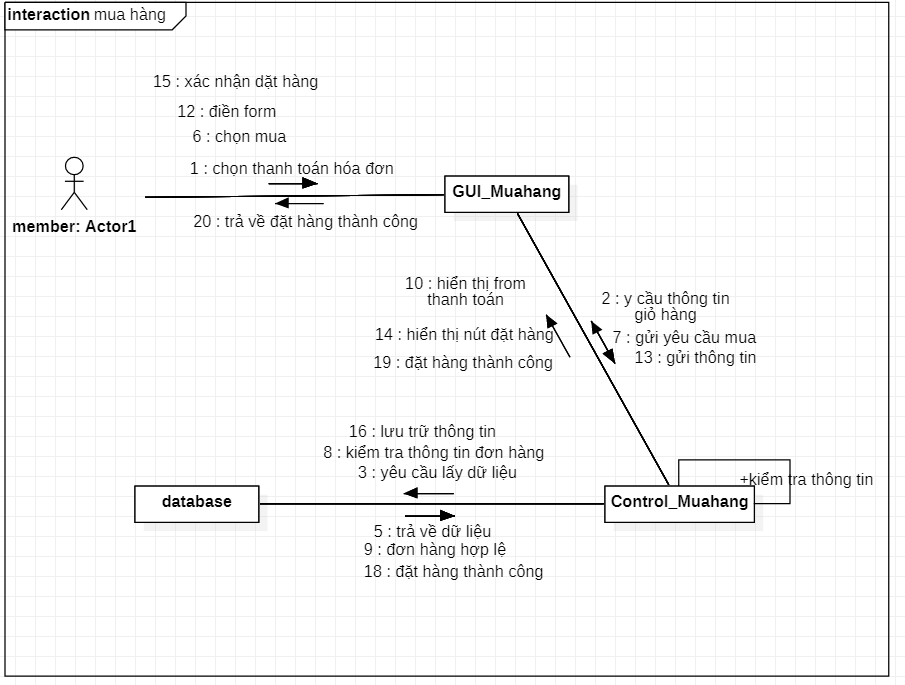 interaction mua hàng
15 : xác nhận dặt hàng
12 : điền form
6 : chọn mua
1 : chọn thanh toán hóa đơn
GUI_Muahang
member: Actor1
20 : trả về đặt hàng thành công
10 : hiển thị from
thanh toán
2 : y cầu thông tin
giỏ hàng
14 : hiển thị nút đặt hàng
7 : gửi yêu cầu mua
19 : đặt hàng thành công
13 : gửi thông tin
16 : lưu trữ thông tin
8 : kiểm tra thông tin đơn hàng
3 : yêu cầu lấy dữ liệu
+kiểm tra thông tin
database
Control_Muahang
5 : trả về dữ liệu
9 : đơn hàng hợp lệ
18 : đặt hàng thành công